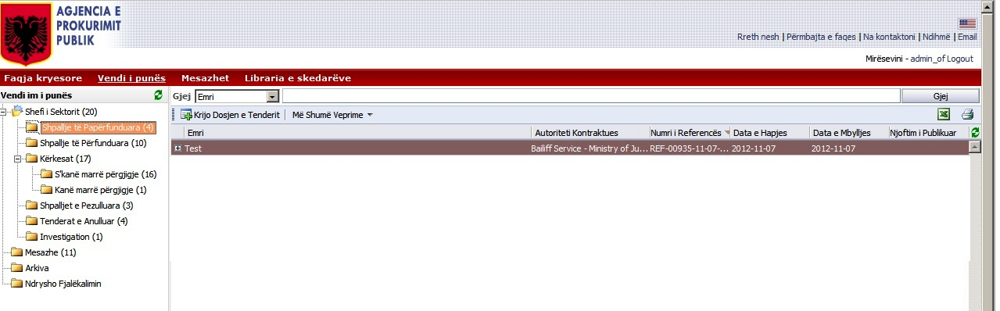 AGJENCIA E
PROKURIMIT
PUBLIK
Rreth nesh | Përmbajta e faqes | Na kontaktoni | Ndihmë | Email
Mirësevini - admin_of Logout
Faqja kryesore Vendi i punës Mesazhet Libraria e skedarëve
Vendi im i punës
Gjej Emri Gjej
Shefi i Sektorit (20)
Shpallje të Papërfunduara (4)
Shpallje të Përfunduara (10)
Kërkesat (17)
S'kanë marrë përgjigje (16)
Kanë marrë përgjigje (1)
Shpalljet e Pezulluara (3)
Tenderat e Anulluar (4)
Investigation (1)
Mesazhe (11)
Arkiva
Ndrysho Fjalëkalimin
Krijo Dosjen e Tenderit | Më Shumë Veprime
Emri Autoriteti Kontraktues Numri i Referencës Data e Hapjes Data e Mbylljes Njoftim i Publikuar
Test Bailiff Service - Ministry of Ju... REF-00935-11-07-... 2012-11-07 2012-11-07